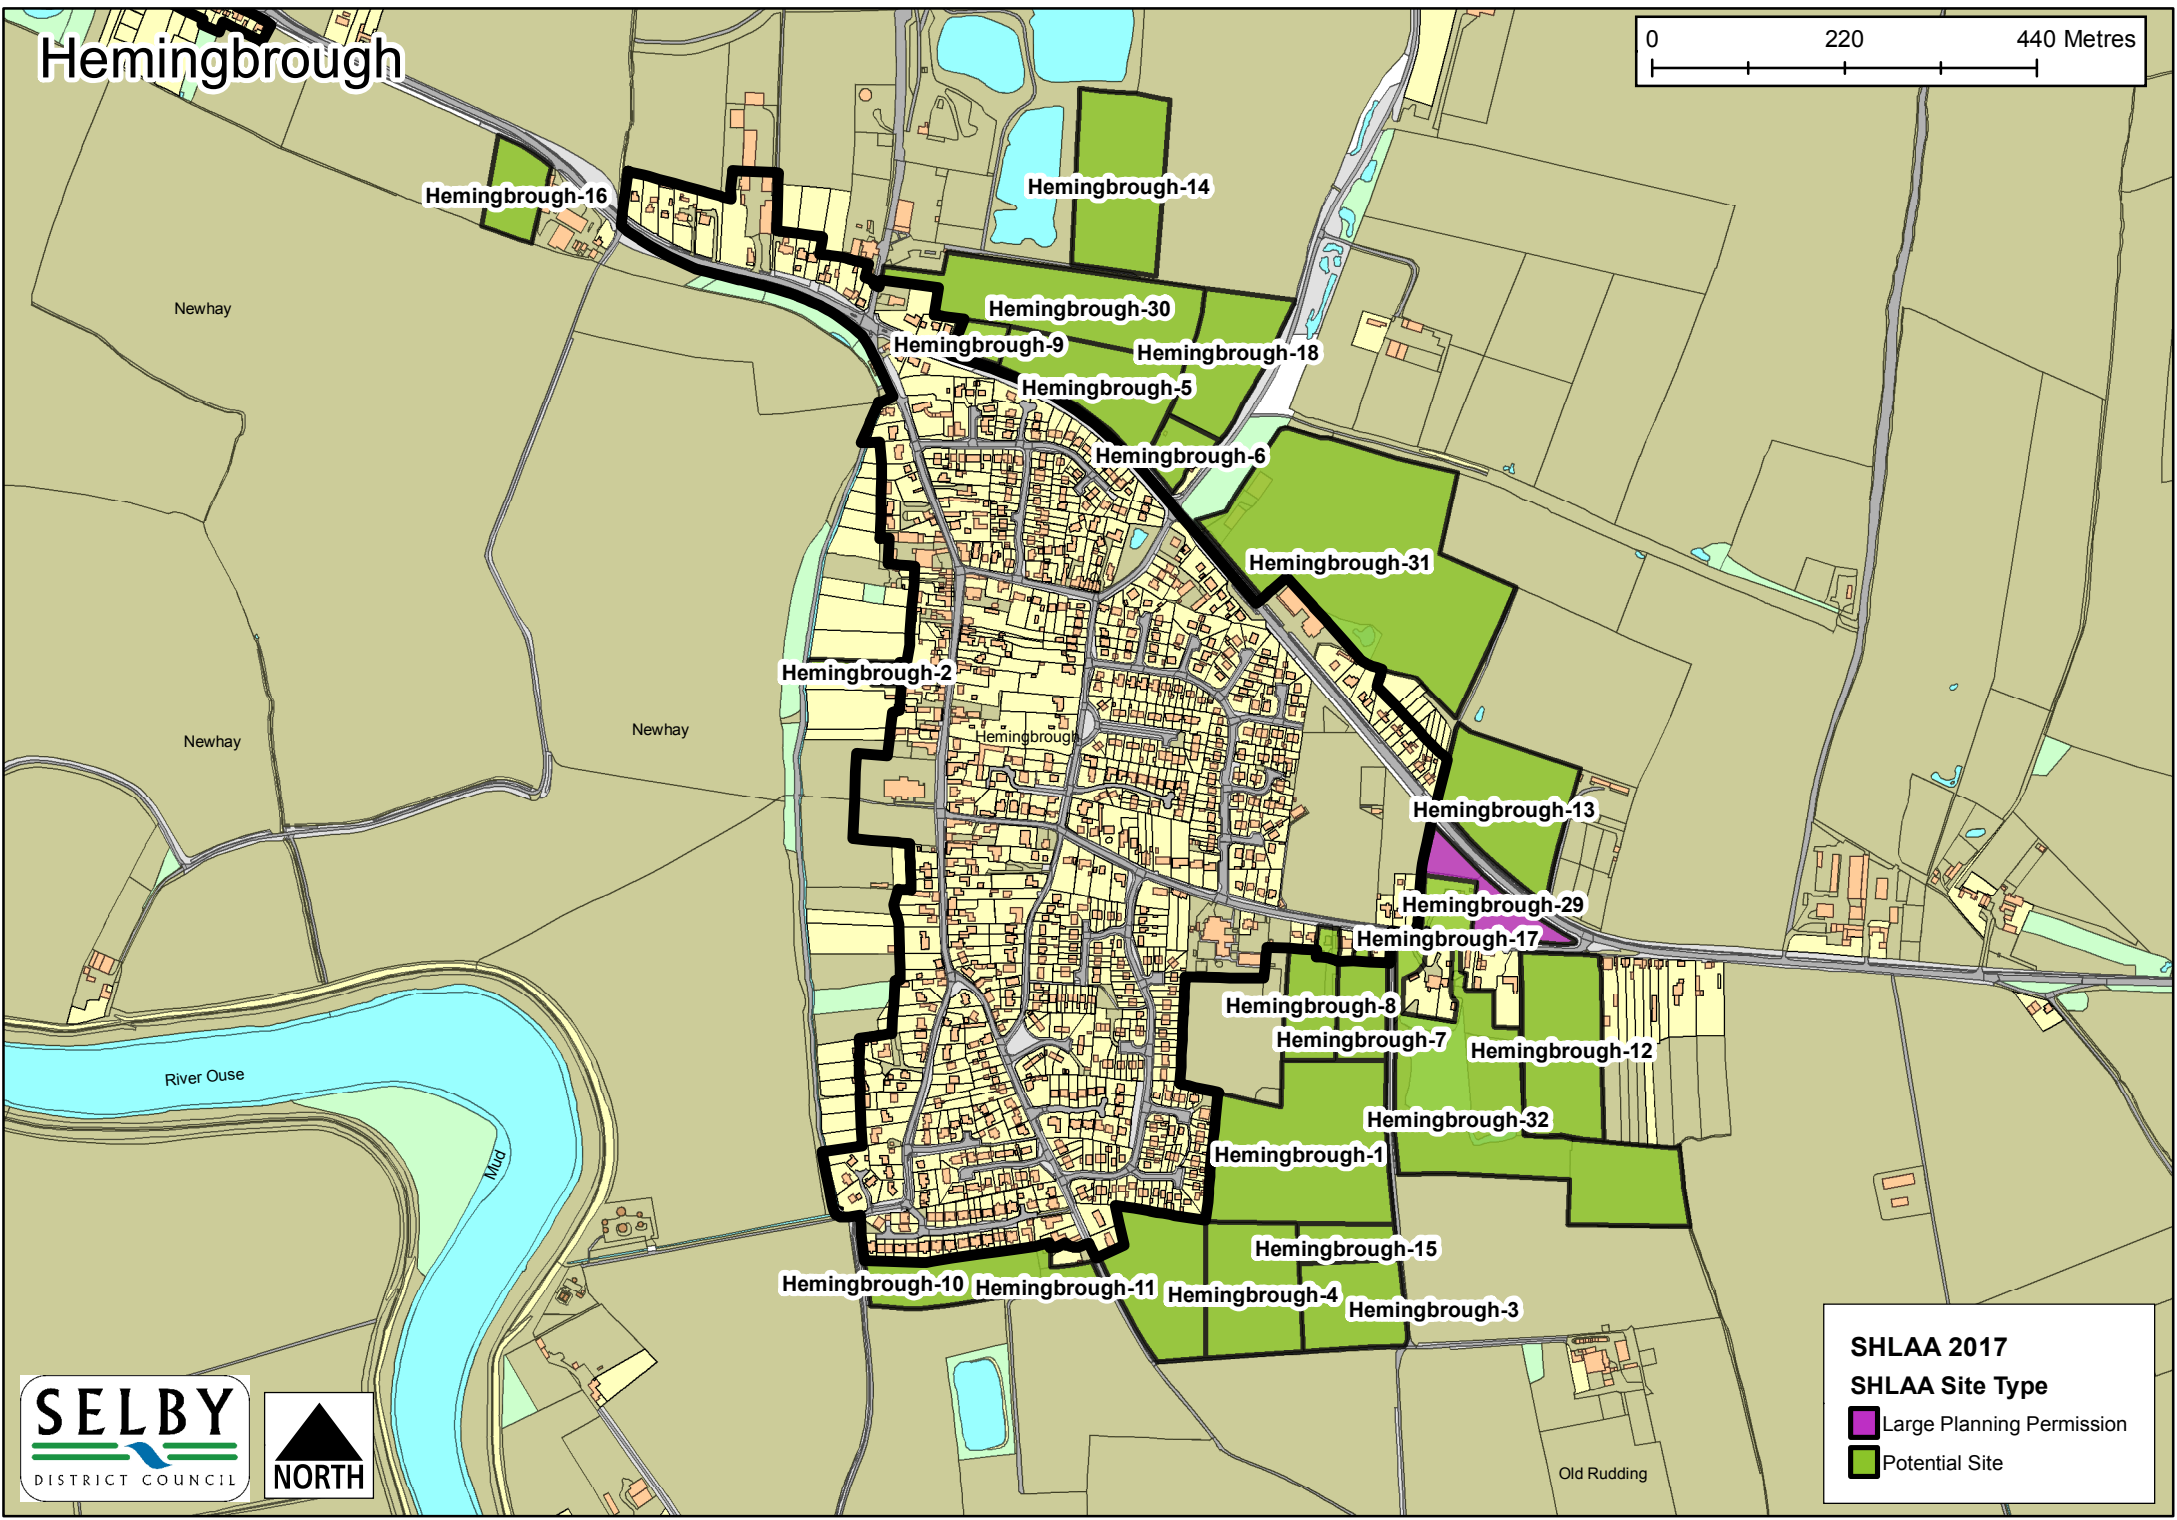 Hemingbrough
0 220 440 Metres
Hemingbrough-16
Hemingbrough-14
Newhay
Hemingbrough-30
Hemingbrough-9
Hemingbrough-18
Hemingbrough-5
Hemingbrough-6
Hemingbrough-31
Hemingbrough-2
Newhay
Newhay
Hemingbrough
Hemingbrough-13
Hemingbrough-29
Hemingbrough-17
Hemingbrough-8
Hemingbrough-7
Hemingbrough-12
River Ouse
Hemingbrough-32
Mud
Hemingbrough-1
Hemingbrough-15
Hemingbrough-10
Hemingbrough-11
Hemingbrough-4
Hemingbrough-3
Old Rudding
SELBY
DISTRICT COUNCIL
NORTH
SHLAA 2017
SHLAA Site Type
Large Planning Permission
Potential Site